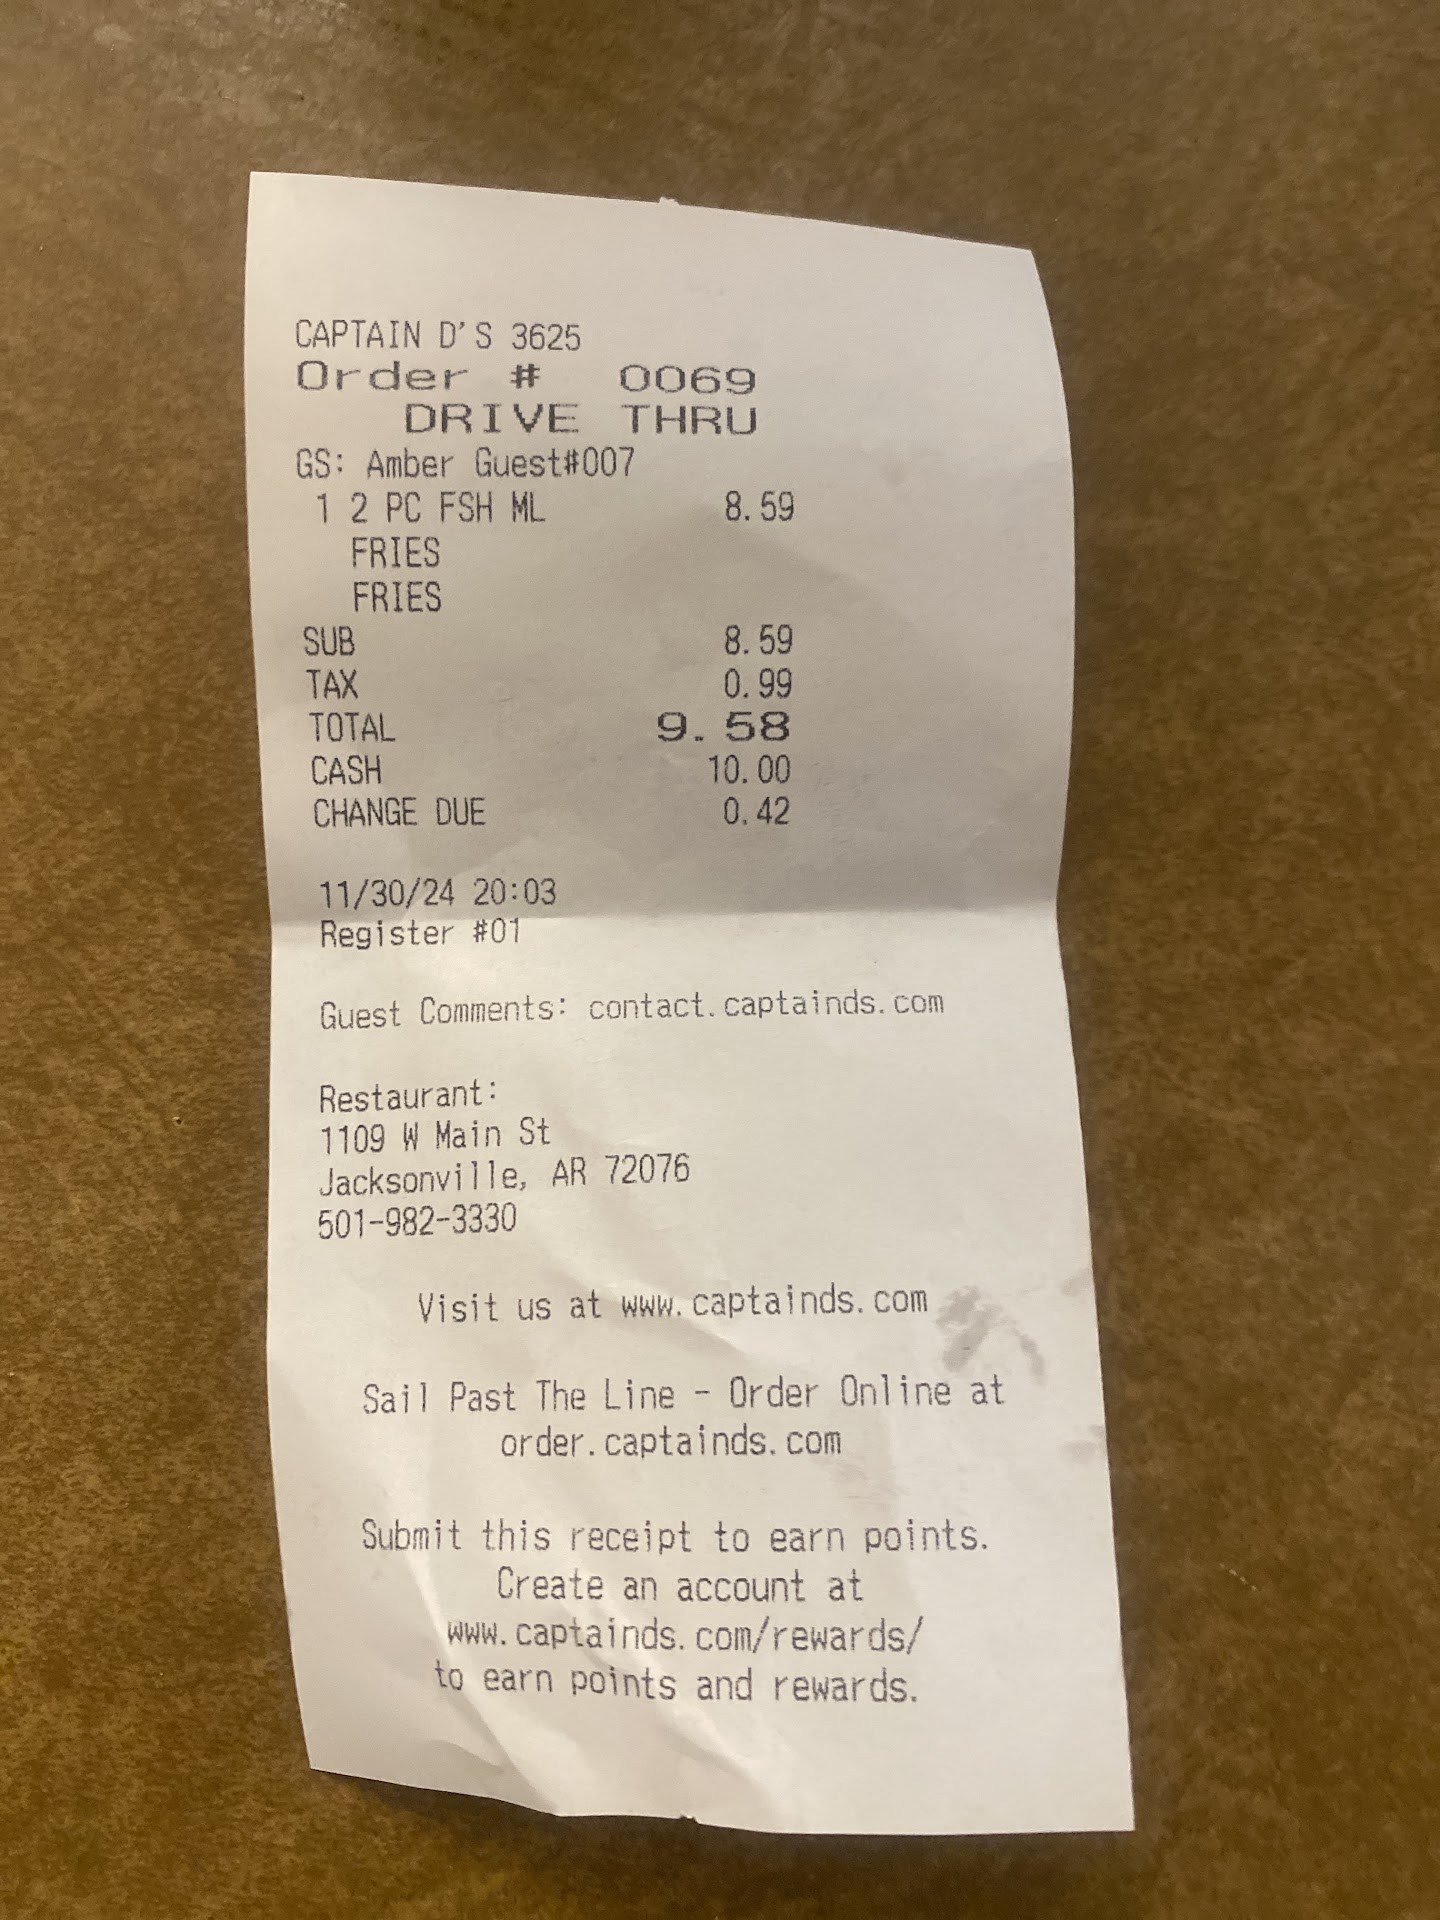 CAPTAIN D'S 3625
Order # 0069
DRIVE THRU
GS: Amber Guest#007
1 2 PC FSH ML 8.59
FRIES
FRIES
SUB 8.59
TAX 0.99
TOTAL 9.58
CASH 10.00
CHANGE DUE 0.42
11/30/24 20:03
Register #01
Guest Comments: contact.captainds.com
Restaurant:
1109 W Main St
Jacksonville, AR 72076
501-982-3330
Visit us at www.captainds.com
Sail Past The Line - Order Online at
order.captainds.com
Submit this receipt to earn points.
Create an account at
www.captainds.com/rewards/
to earn points and rewards.